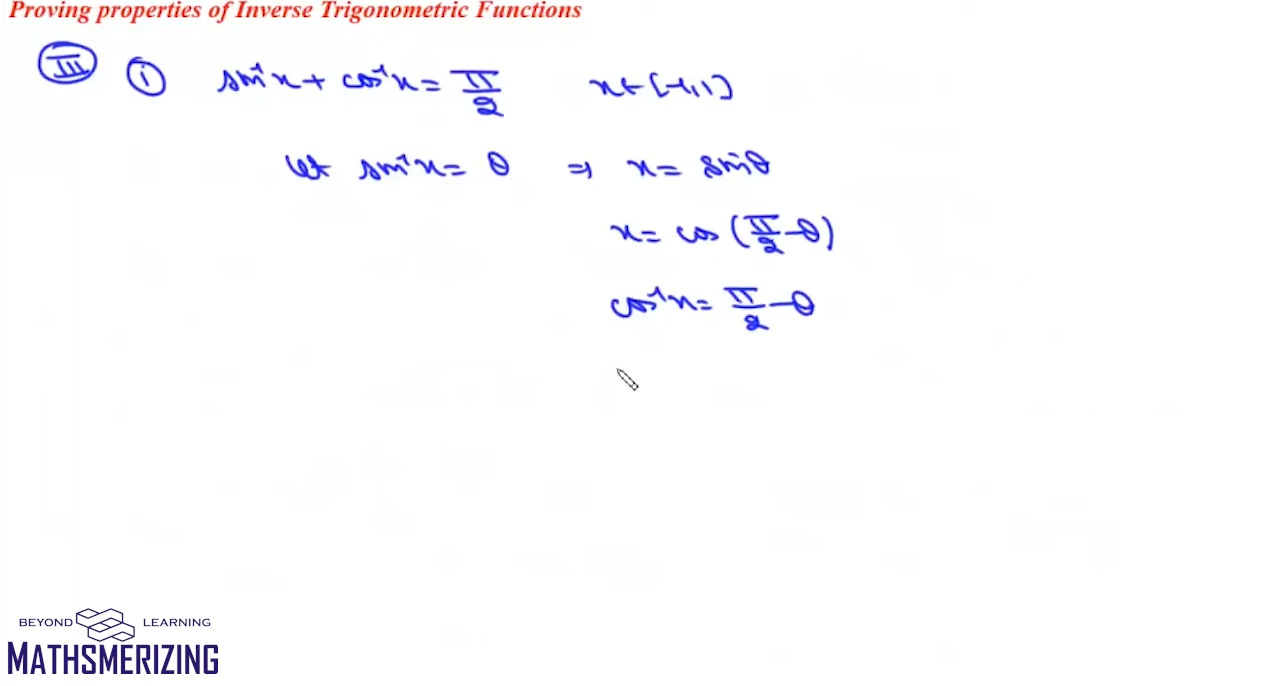 Proving properties of Inverse Trigonometric Functions
III i sin⁻¹x + cos⁻¹x = π/2 x ∈ [-1, 1]
let sin⁻¹x = θ ⇒ x = sinθ
x = cos (π/2 - θ)
cos⁻¹x = π/2 - θ
BEYOND LEARNING
MATHSMERIZING